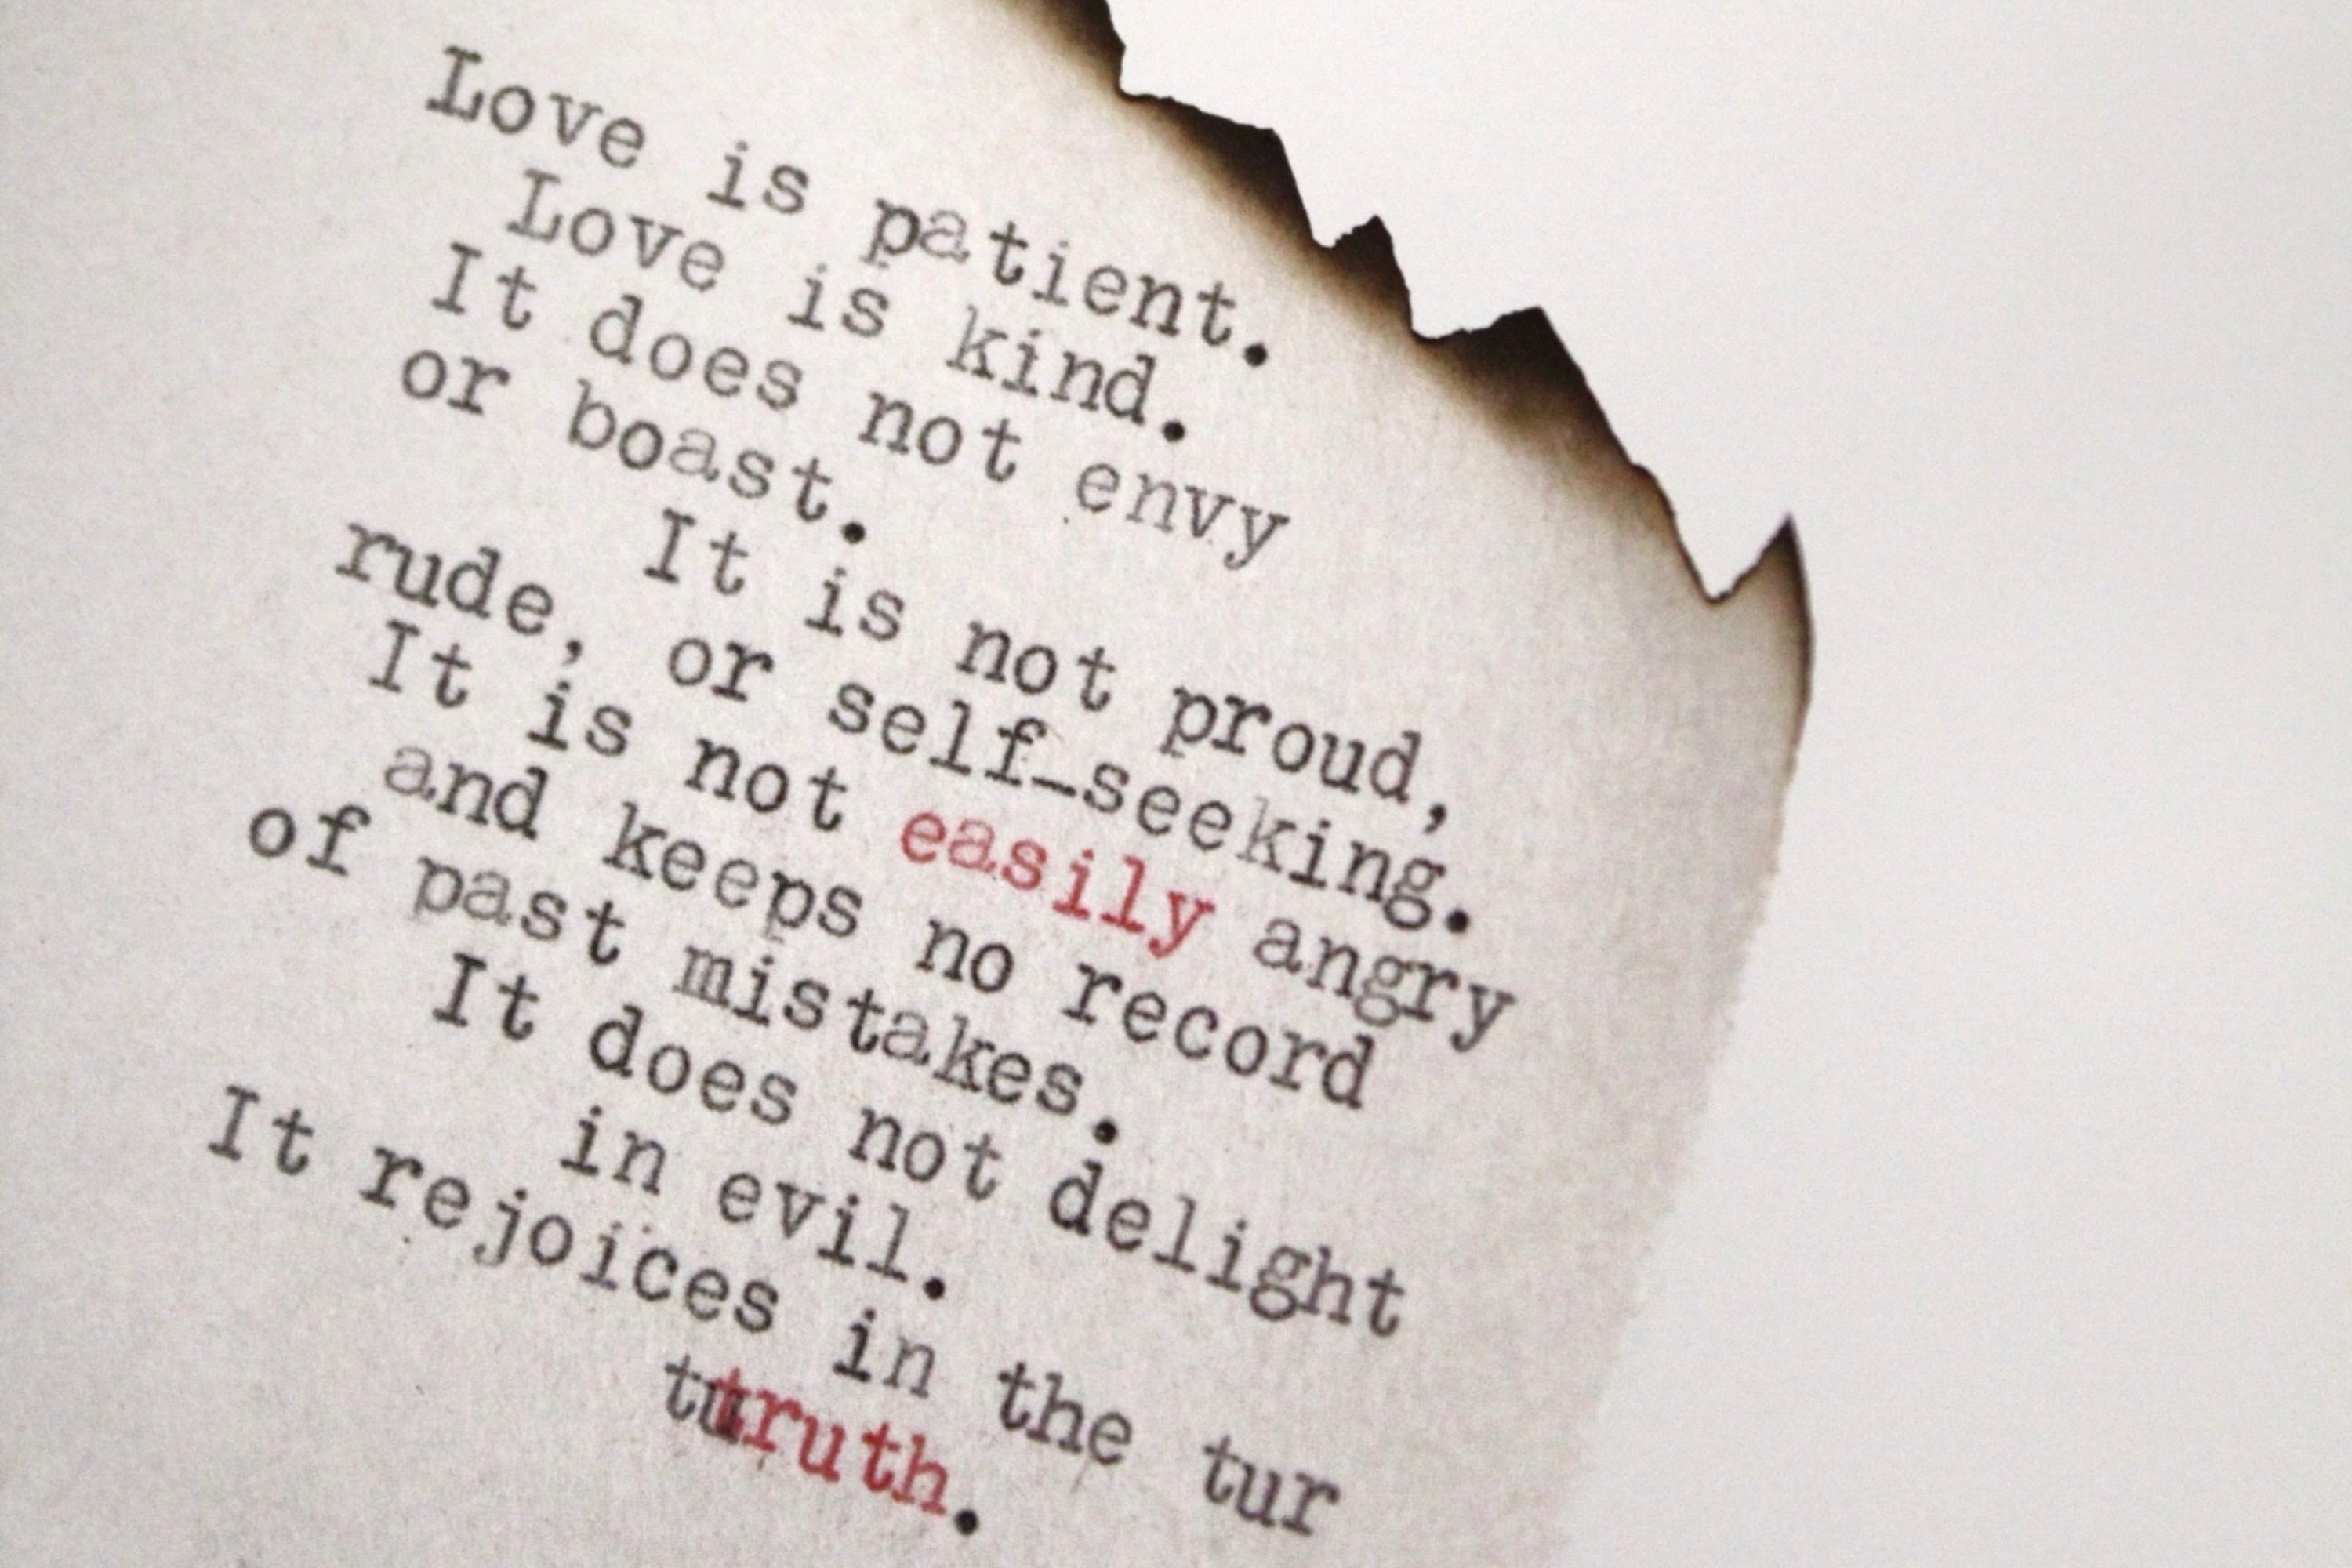 Love is patient.
Love is kind.
It does not envy
or boast.
It is not proud,
rude, or self-seeking.
It is not easily angry
and keeps no record
of past mistakes.
It does not delight
in evil.
It rejoices in the tur
tutruth.